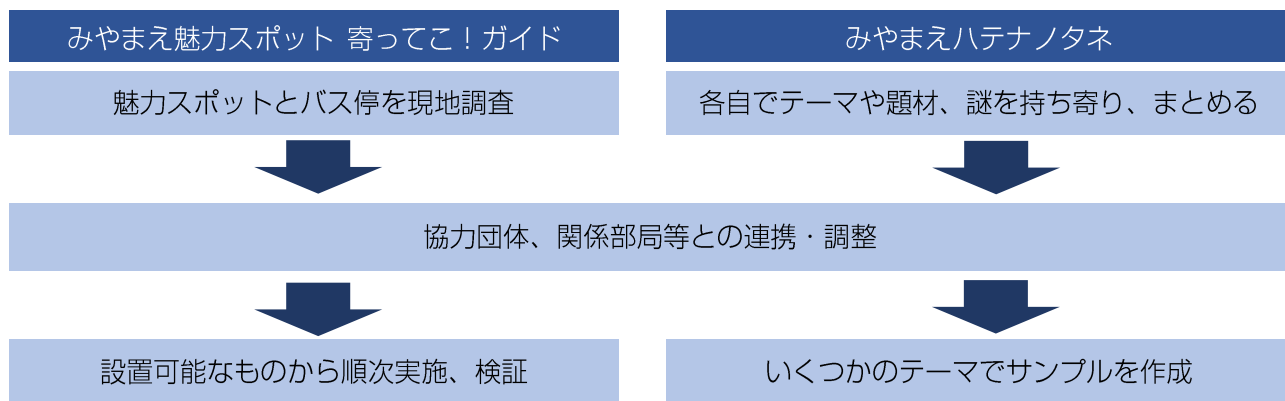 みやまえ魅力スポット 寄ってこ！ガイド
みやまえハテナノタネ
魅力スポットとバス停を現地調査
各自でテーマや題材、謎を持ち寄り、まとめる
協力団体、関係部局等との連携・調整
設置可能なものから順次実施、検証
いくつかのテーマでサンプルを作成